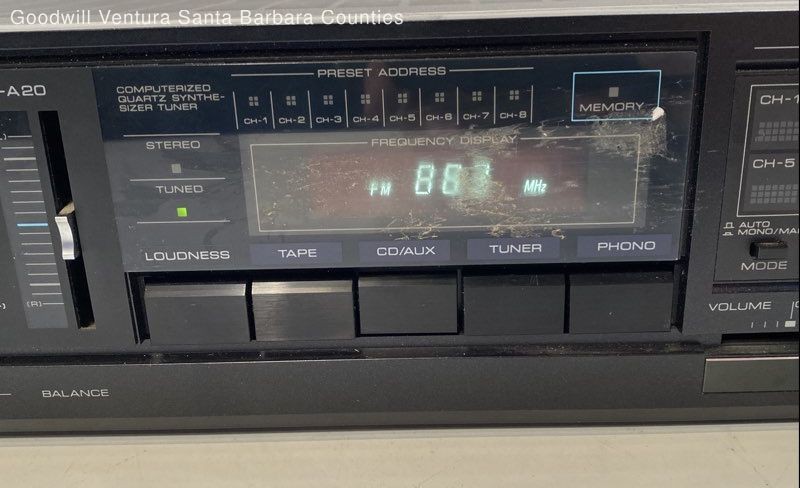 Goodwill Ventura Santa Barbara Counties
-A20
COMPUTERIZED
QUARTZ SYNTHE-
SIZER TUNER
PRESET ADDRESS
CH-1 CH-2 CH-3 CH-4 CH-5 CH-6 CH-7 CH-8
MEMORY
STEREO
TUNED
FREQUENCY DISPLAY
FM MHz
LOUDNESS TAPE CD/AUX TUNER PHONO
(R)
BALANCE
CH-1
CH-5
AUTO
MONO/MA
MODE
VOLUME